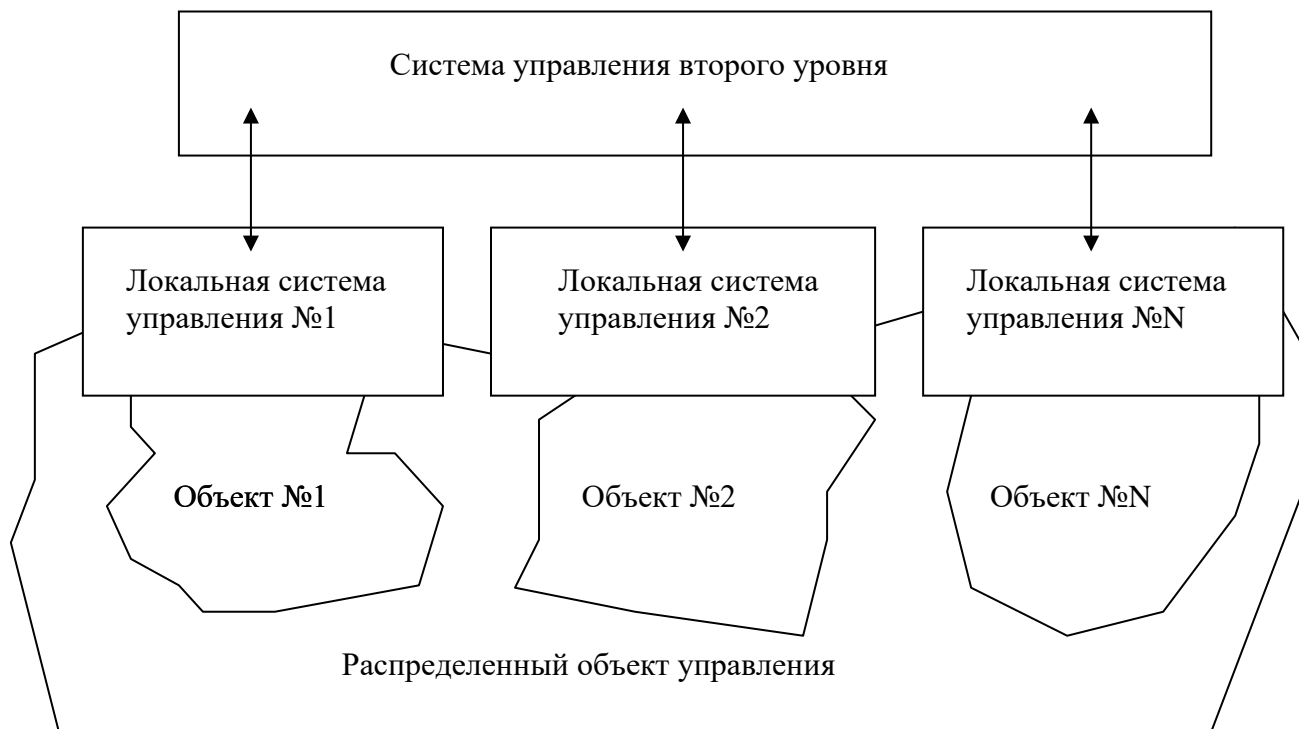 Система управления второго уровня
Локальная система
управления №1
Локальная система
управления №2
Локальная система
управления №N
Объект №1
Объект №2
Объект №N
Распределенный объект управления